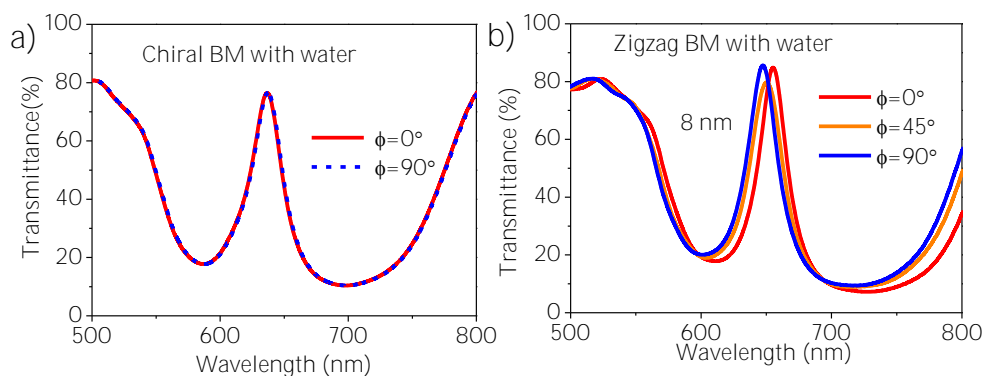 a)
Chiral BM with water
Transmittance(%)
100
80
60
40
20
0
500
600
700
800
Wavelength (nm)
ϕ=0°
ϕ=90°
b)
Zigzag BM with water
Transmittance (%)
100
80
60
40
20
0
500
600
700
800
Wavelength (nm)
8 nm
ϕ=0°
ϕ=45°
ϕ=90°